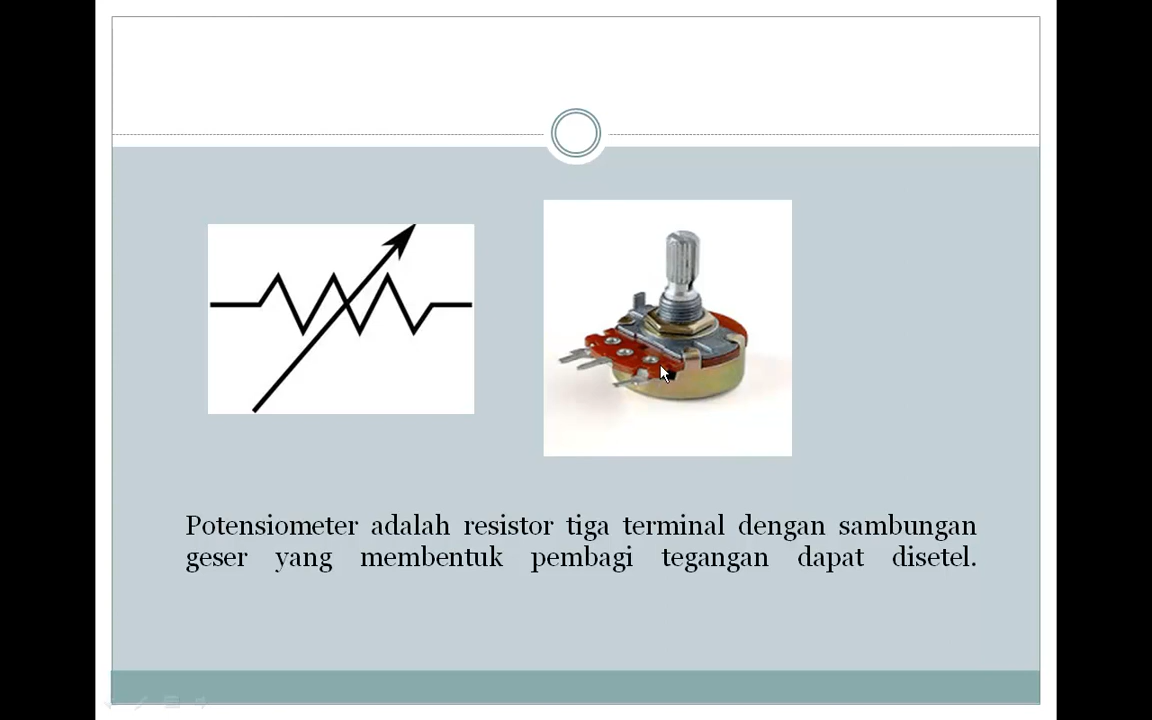 Potensiometer adalah resistor tiga terminal dengan sambungan
geser yang membentuk pembagi tegangan dapat disetel.